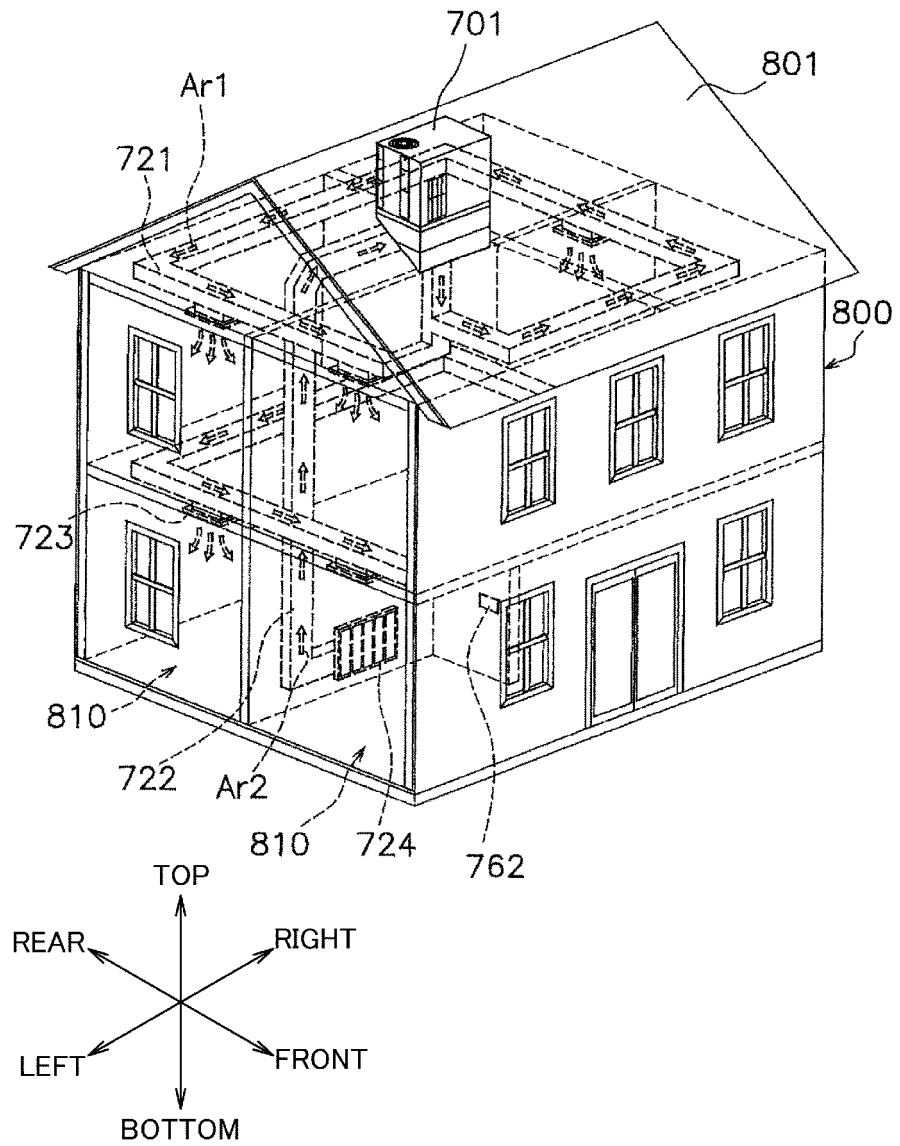 701
801
Ar1
721
800
723
810
722
Ar2
810
724
762
TOP
REAR
RIGHT
LEFT
FRONT
BOTTOM